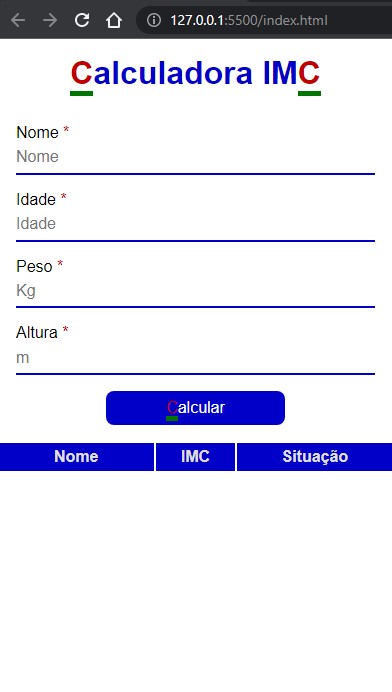 127.0.0.1:5500/index.html
Calculadora IMC
Nome *
Nome
Idade *
Idade
Peso *
Kg
Altura *
m
Calcular
Nome IMC Situação